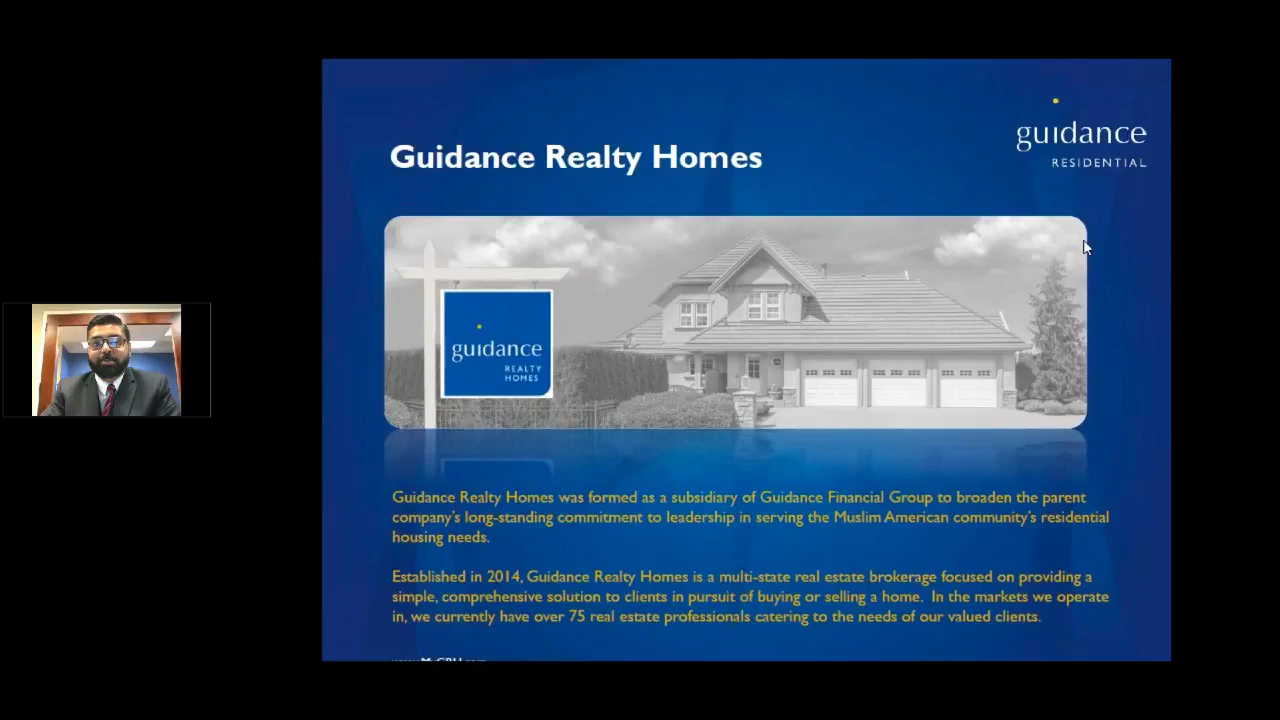 guidance
RESIDENTIAL
Guidance Realty Homes
guidance
REALTY
HOMES
Guidance Realty Homes was formed as a subsidiary of Guidance Financial Group to broaden the parent
company's long-standing commitment to leadership in serving the Muslim American community's residential
housing needs.
Established in 2014, Guidance Realty Homes is a multi-state real estate brokerage focused on providing a
simple, comprehensive solution to clients in pursuit of buying or selling a home. In the markets we operate
in, we currently have over 75 real estate professionals catering to the needs of our valued clients.